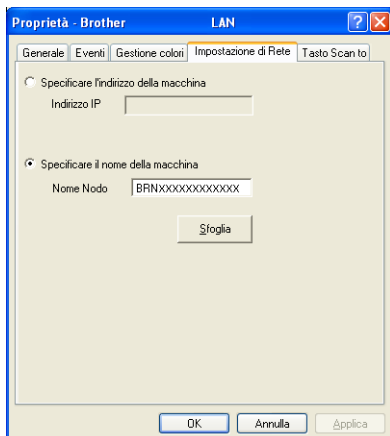 Proprietà - Brother LAN
Generale Eventi Gestione colori Impostazione di Rete Tasto Scan to
Specificare l'indirizzo della macchina
Indirizzo IP
Specificare il nome della macchina
Nome Nodo BRNXXXXXXXXXXXX
Sfoglia
OK Annulla Applica